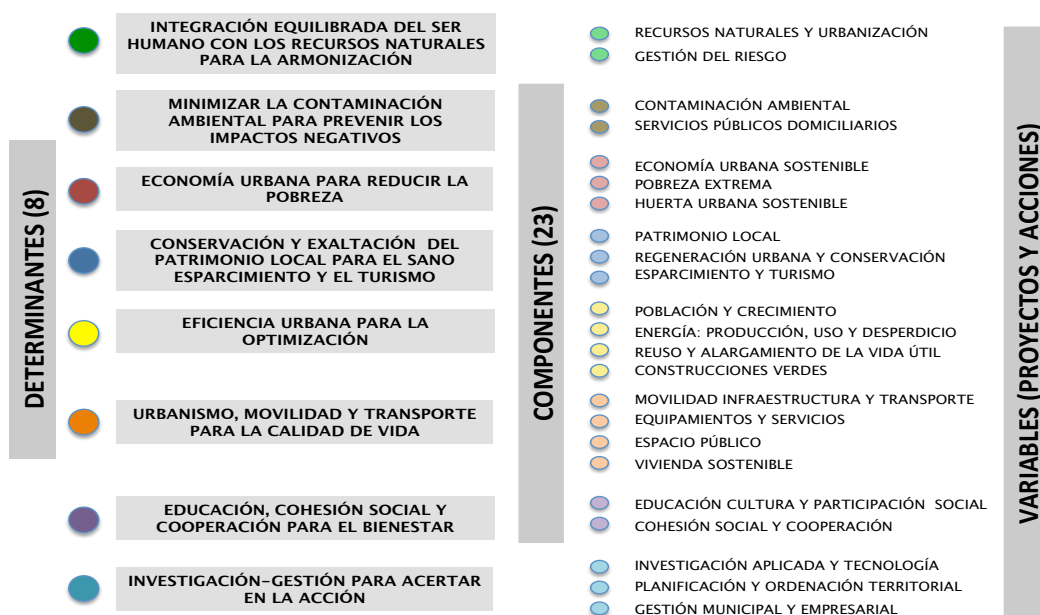 DETERMINANTES (8)
INTEGRACIÓN EQUILIBRADA DEL SER
HUMANO CON LOS RECURSOS NATURALES
PARA LA ARMONIZACIÓN
MINIMIZAR LA CONTAMINACIÓN
AMBIENTAL PARA PREVENIR LOS
IMPACTOS NEGATIVOS
ECONOMÍA URBANA PARA REDUCIR LA
POBREZA
CONSERVACIÓN Y EXALTACIÓN DEL
PATRIMONIO LOCAL PARA EL SANO
ESPARCIMIENTO Y EL TURISMO
EFICIENCIA URBANA PARA LA
OPTIMIZACIÓN
URBANISMO, MOVILIDAD Y TRANSPORTE
PARA LA CALIDAD DE VIDA
EDUCACIÓN, COHESIÓN SOCIAL Y
COOPERACIÓN PARA EL BIENESTAR
INVESTIGACIÓN-GESTIÓN PARA ACERTAR
EN LA ACCIÓN
COMPONENTES (23)
RECURSOS NATURALES Y URBANIZACIÓN
GESTIÓN DEL RIESGO
CONTAMINACIÓN AMBIENTAL
SERVICIOS PÚBLICOS DOMICILIARIOS
ECONOMÍA URBANA SOSTENIBLE
POBREZA EXTREMA
HUERTA URBANA SOSTENIBLE
PATRIMONIO LOCAL
REGENERACIÓN URBANA Y CONSERVACIÓN
ESPARCIMIENTO Y TURISMO
POBLACIÓN Y CRECIMIENTO
ENERGÍA: PRODUCCIÓN, USO Y DESPERDICIO
REUSO Y ALARGAMIENTO DE LA VIDA ÚTIL
CONSTRUCCIONES VERDES
MOVILIDAD INFRAESTRUCTURA Y TRANSPORTE
EQUIPAMIENTOS Y SERVICIOS
ESPACIO PÚBLICO
VIVIENDA SOSTENIBLE
EDUCACIÓN CULTURA Y PARTICIPACIÓN SOCIAL
COHESIÓN SOCIAL Y COOPERACIÓN
INVESTIGACIÓN APLICADA Y TECNOLOGÍA
PLANIFICACIÓN Y ORDENACIÓN TERRITORIAL
GESTIÓN MUNICIPAL Y EMPRESARIAL
VARIABLES (PROYECTOS Y ACCIONES)